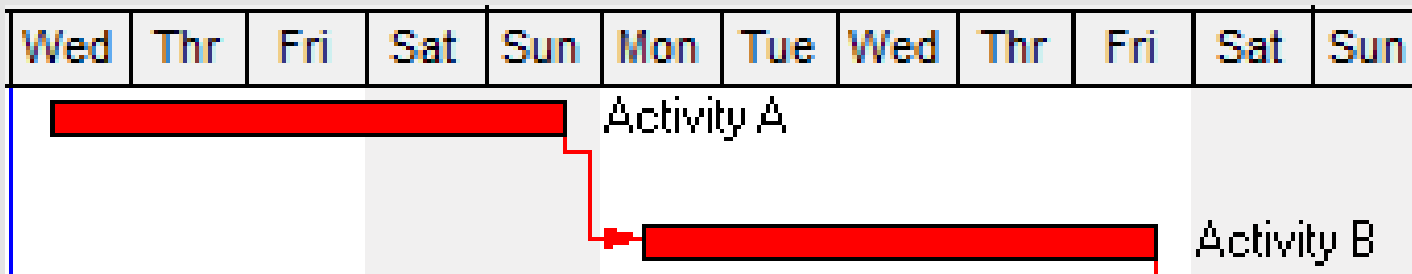 Wed Thr Fri Sat Sun Mon Tue Wed Thr Fri Sat Sun
Activity A
Activity B